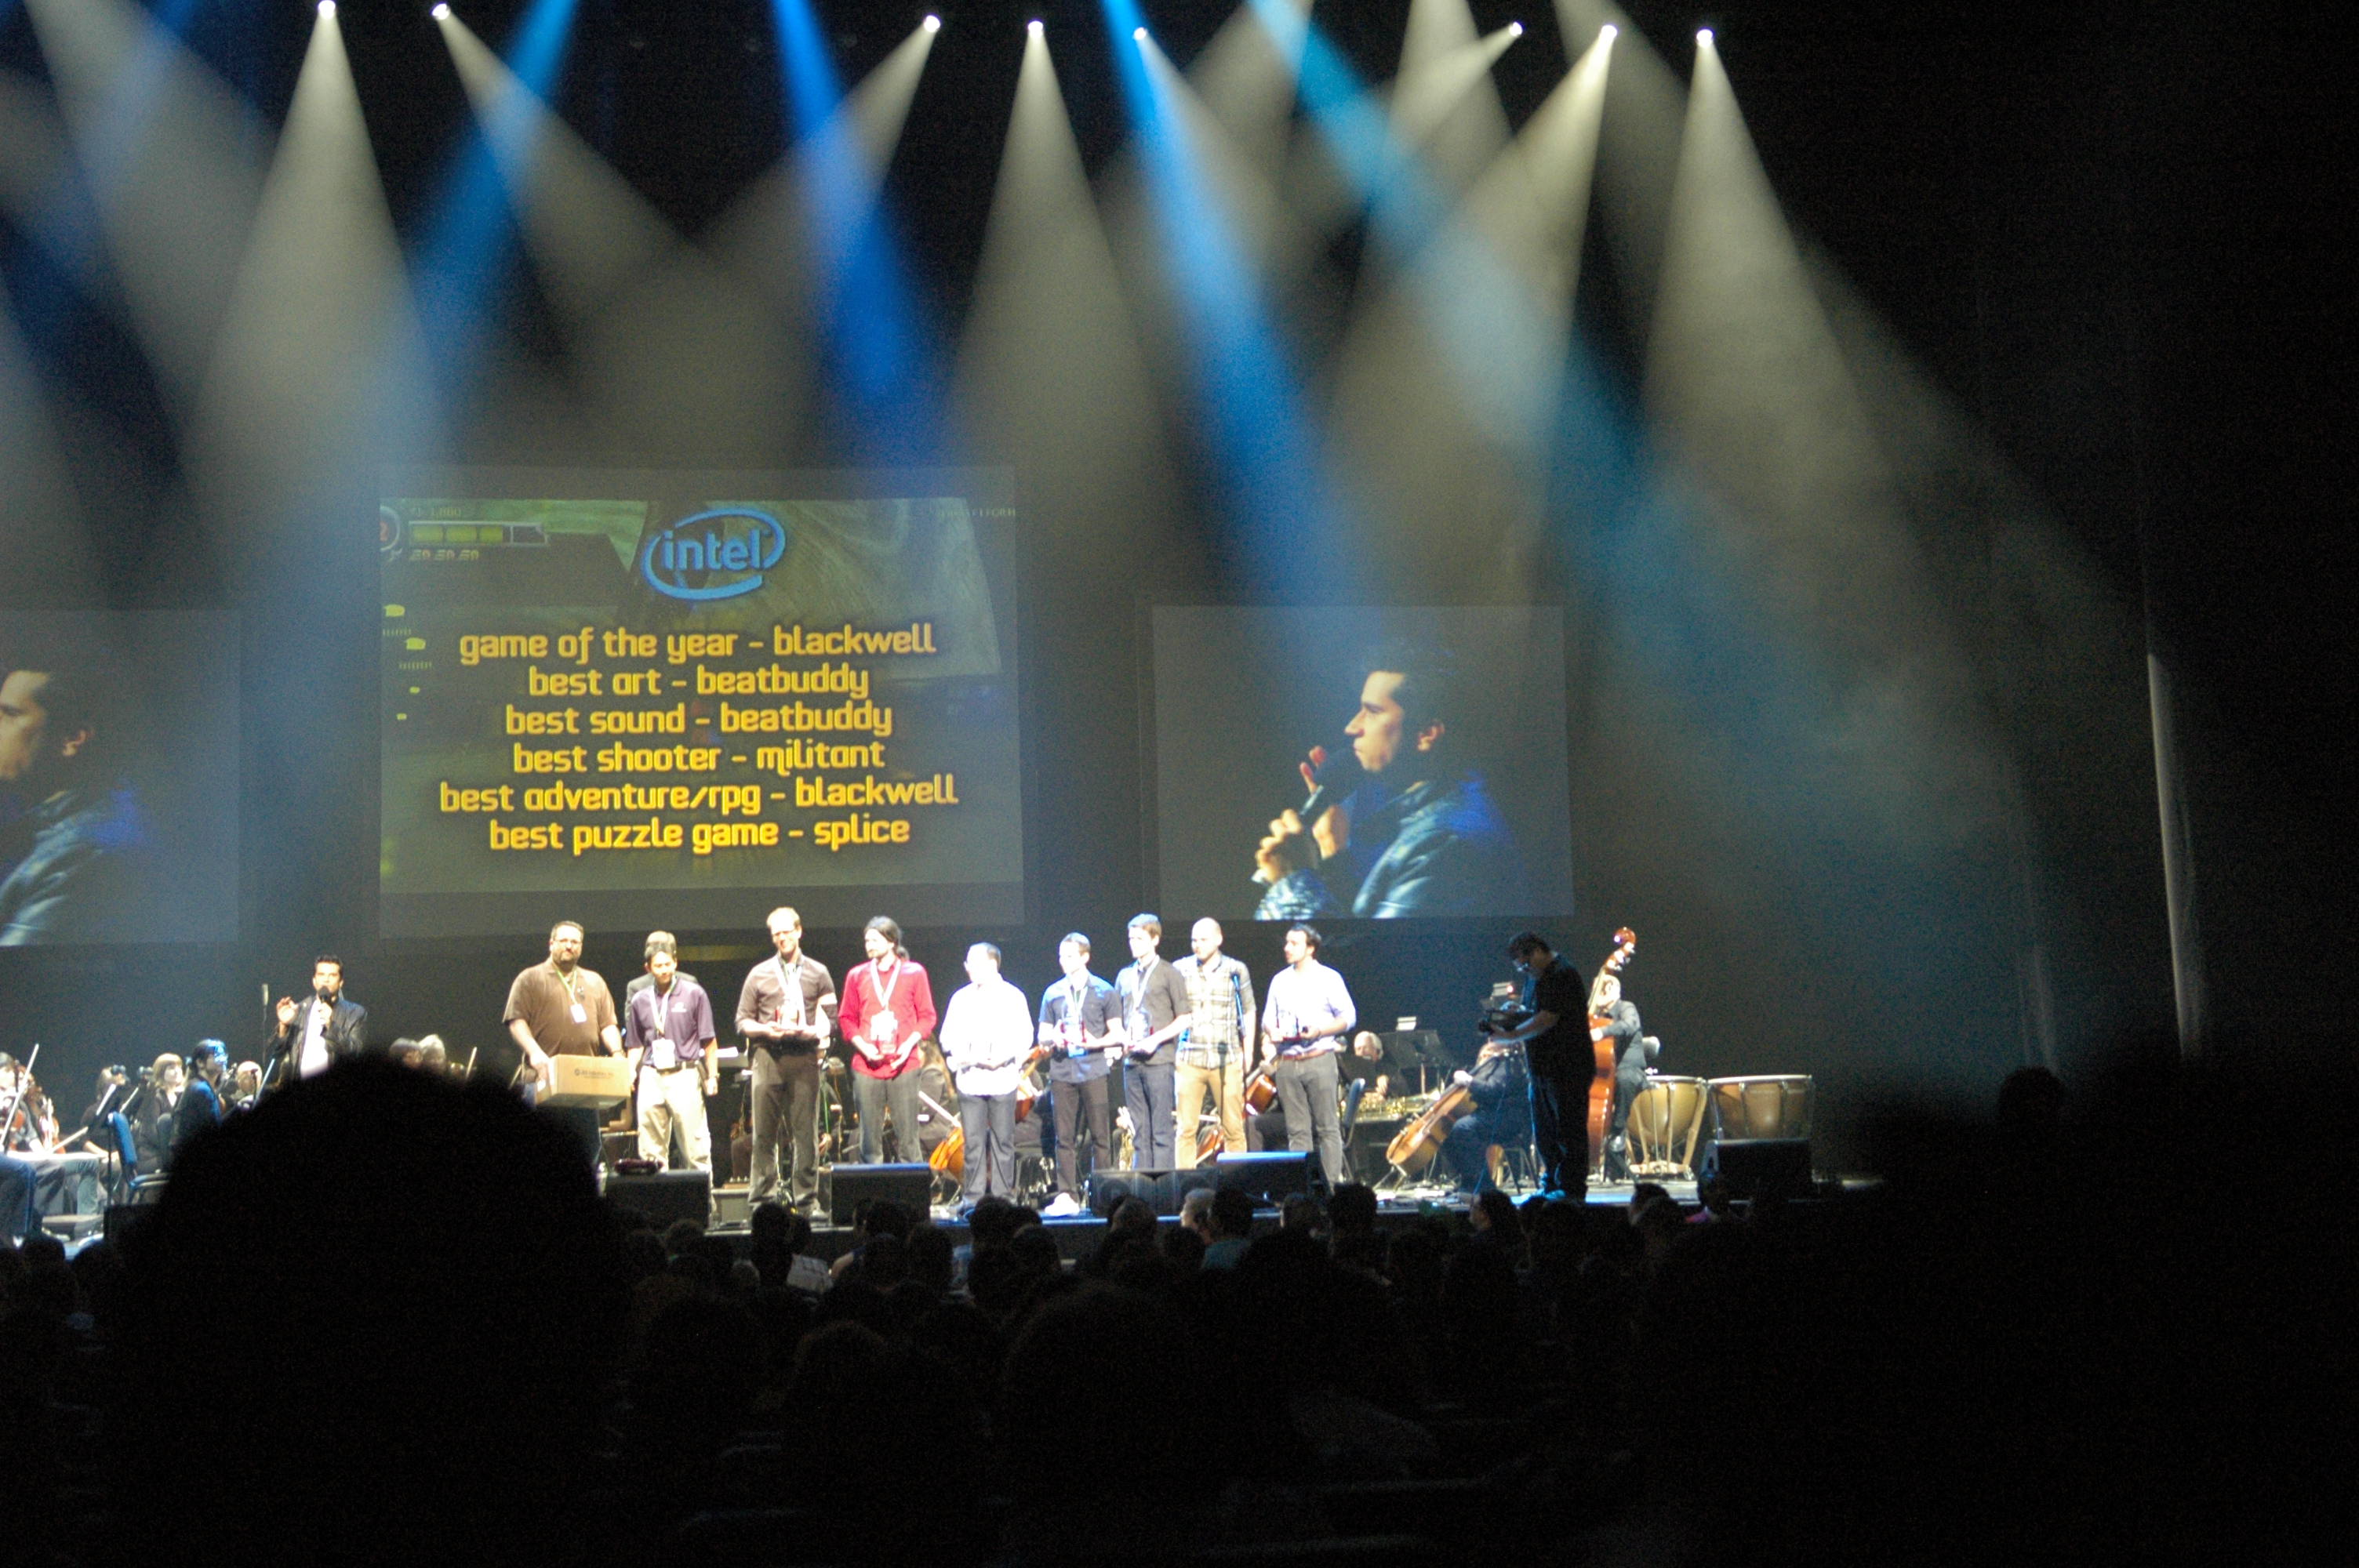 intel
game of the year - blackwell
best art - beatbuddy
best sound - beatbuddy
best shooter - militant
best adventure/rpg - blackwell
best puzzle game - splice